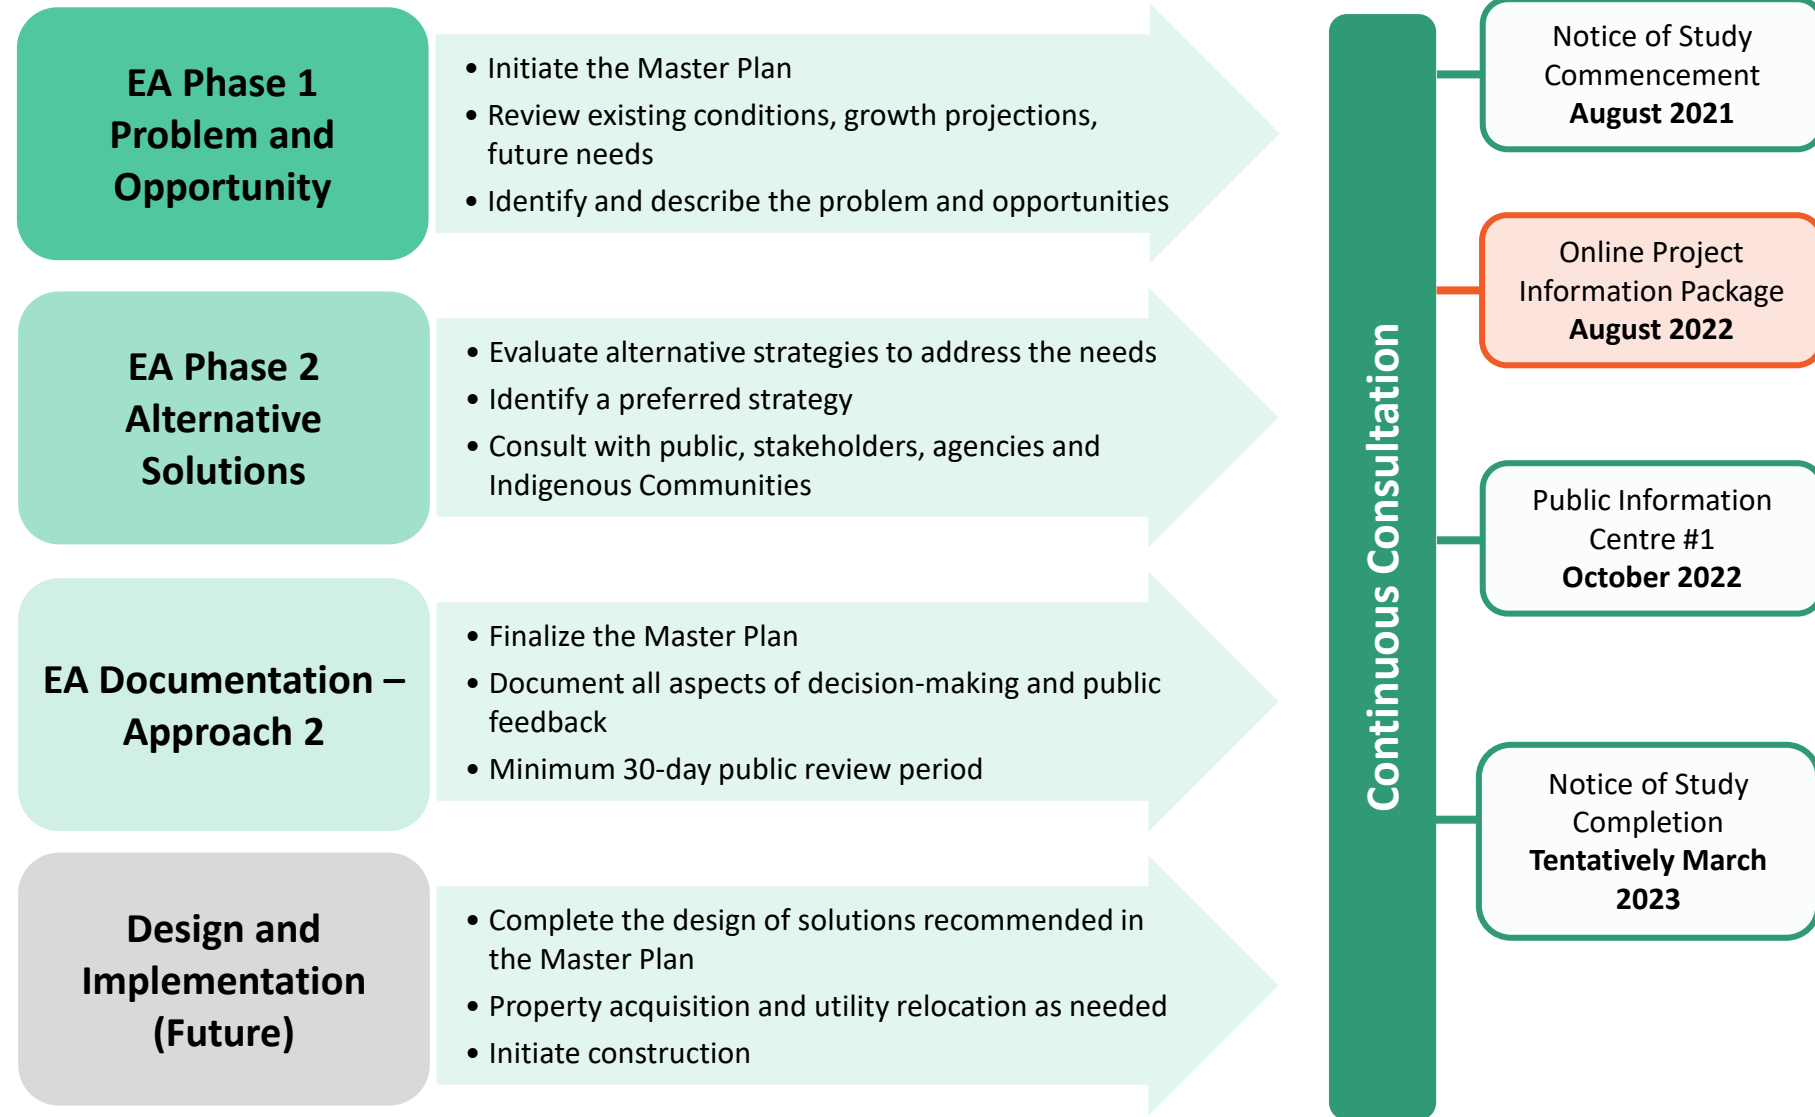 EA Phase 1
Problem and
Opportunity
• Initiate the Master Plan
• Review existing conditions, growth projections,
future needs
• Identify and describe the problem and opportunities
EA Phase 2
Alternative
Solutions
• Evaluate alternative strategies to address the needs
• Identify a preferred strategy
• Consult with public, stakeholders, agencies and
Indigenous Communities
EA Documentation –
Approach 2
• Finalize the Master Plan
• Document all aspects of decision-making and public
feedback
• Minimum 30-day public review period
Design and
Implementation
(Future)
• Complete the design of solutions recommended in
the Master Plan
• Property acquisition and utility relocation as needed
• Initiate construction
Continuous Consultation
Notice of Study
Commencement
August 2021
Online Project
Information Package
August 2022
Public Information
Centre #1
October 2022
Notice of Study
Completion
Tentatively March
2023